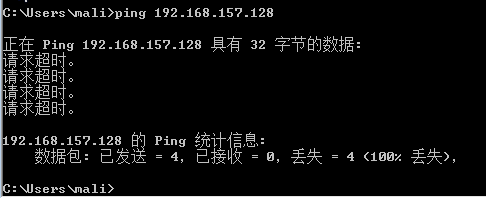 C:\Users\mali>ping 192.168.157.128
正在 Ping 192.168.157.128 具有 32 字节的数据:
请求超时。
请求超时。
请求超时。
请求超时。
192.168.157.128 的 Ping 统计信息:
数据包: 已发送 = 4，已接收 = 0，丢失 = 4 (100% 丢失)，
C:\Users\mali>